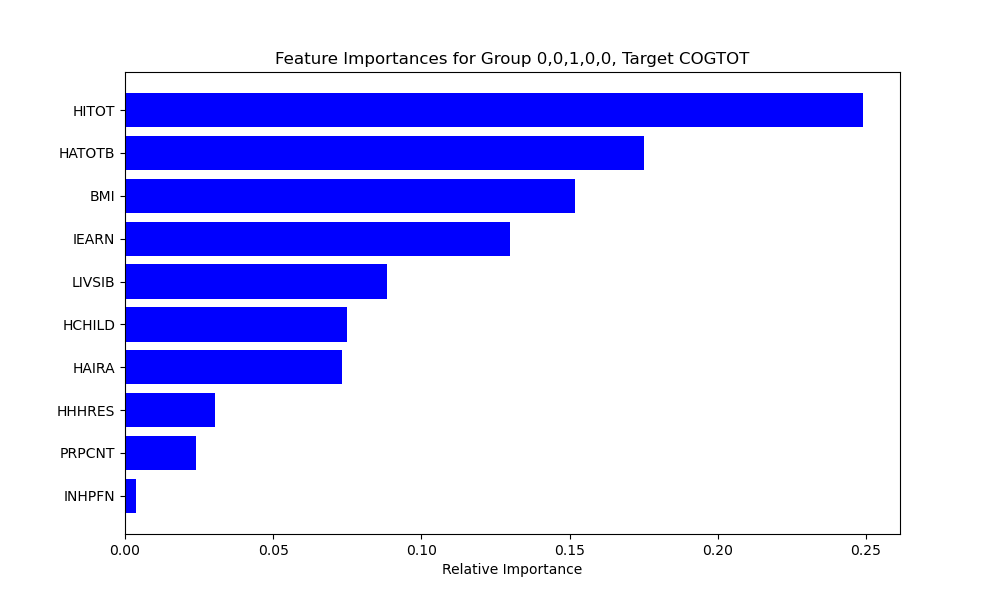 Feature Importances for Group 0,0,1,0,0, Target COGTOT
HITOT
HATOTB
BMI
IEARN
LIVSIB
HCHILD
HAIRA
HHHRES
PRPCNT
INHPFN
0.00 0.05 0.10 0.15 0.20 0.25
Relative Importance